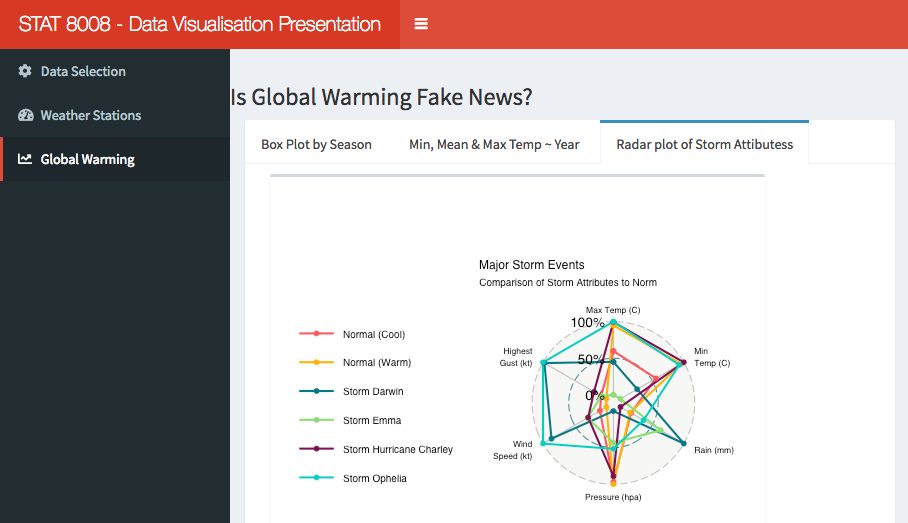 STAT 8008 - Data Visualisation Presentation
Data Selection
Weather Stations
Global Warming
Is Global Warming Fake News?
Box Plot by Season
Min, Mean & Max Temp ~ Year
Radar plot of Storm Attibutess
Major Storm Events
Comparison of Storm Attributes to Norm
Normal (Cool)
Normal (Warm)
Storm Darwin
Storm Emma
Storm Hurricane Charley
Storm Ophelia
Max Temp (C)
100%
50%
0%
Highest
Gust (kt)
Min
Temp (C)
Wind
Speed (kt)
Rain (mm)
Pressure (hpa)